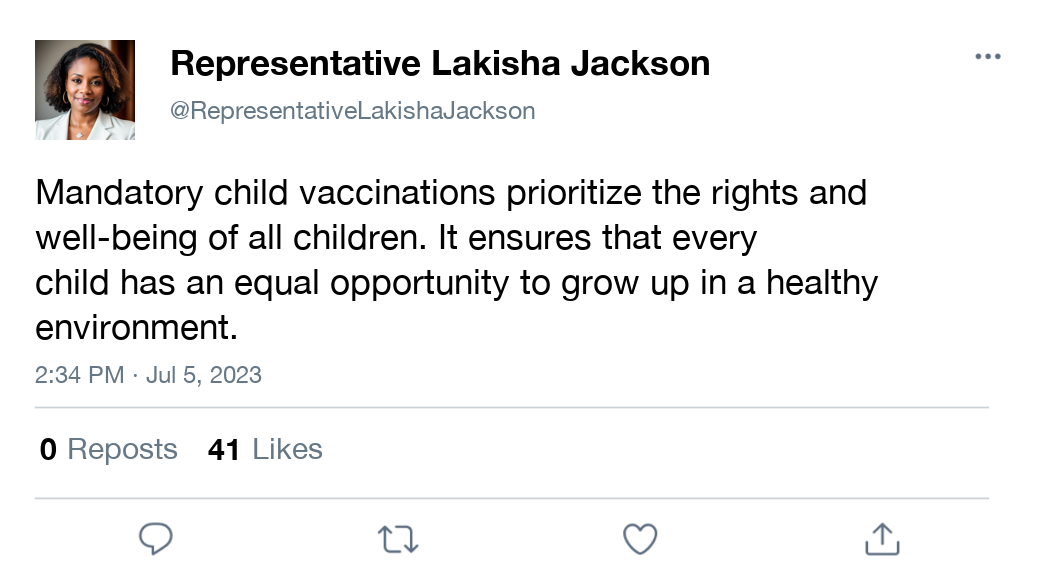 Representative Lakisha Jackson
@RepresentativeLakishaJackson
Mandatory child vaccinations prioritize the rights and
well-being of all children. It ensures that every
child has an equal opportunity to grow up in a healthy
environment.
2:34 PM · Jul 5, 2023
0 Reposts 41 Likes